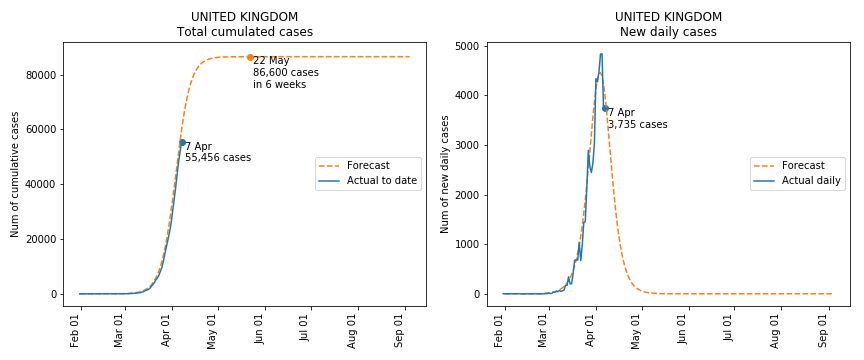 UNITED KINGDOM
Total cumulated cases
Num of cumulative cases
80000
60000
40000
20000
0
22 May
86,600 cases
in 6 weeks
7 Apr
55,456 cases
Forecast
Actual to date
Feb 01
Mar 01
Apr 01
May 01
Jun 01
Jul 01
Aug 01
Sep 01
UNITED KINGDOM
New daily cases
Num of new daily cases
5000
4000
3000
2000
1000
0
7 Apr
3,735 cases
Forecast
Actual daily
Feb 01
Mar 01
Apr 01
May 01
Jun 01
Jul 01
Aug 01
Sep 01